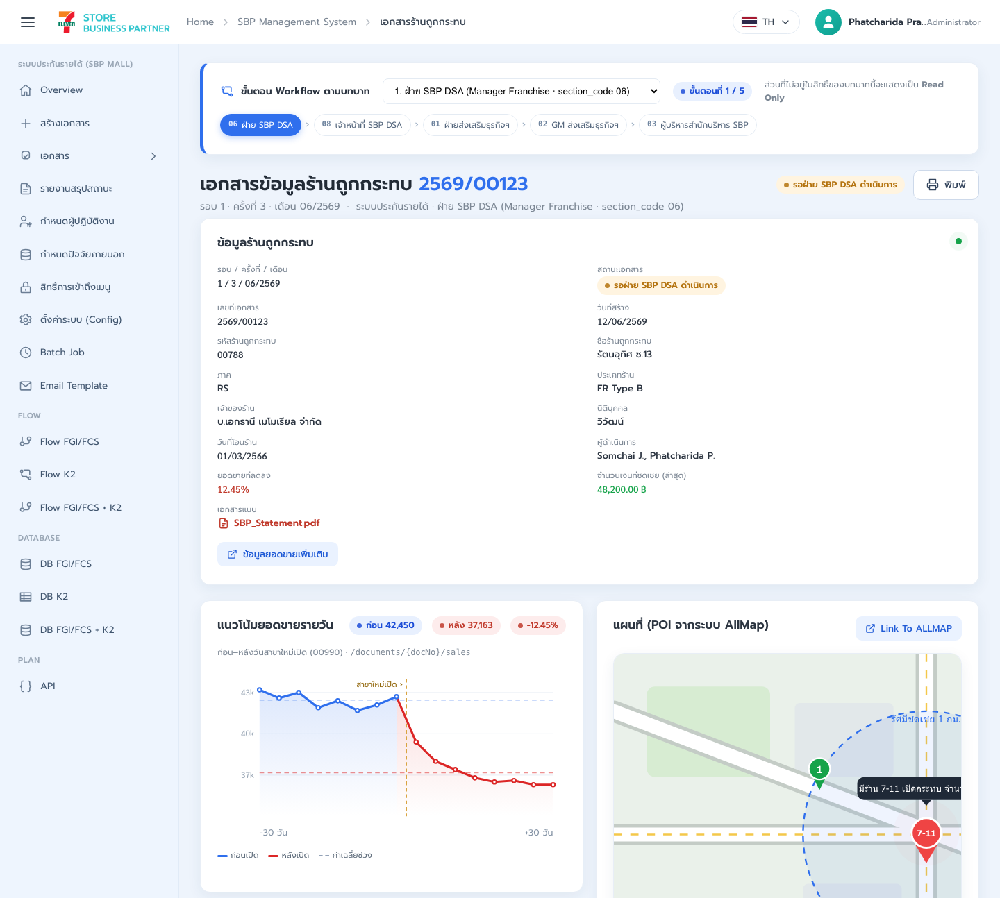 STORE
BUSINESS PARTNER
ELEVEN
Home
SBP Management System
เอกสารร้านถูกกระทบ
TH
Phatcharida Pra...
Administrator
ระบบประกันรายได้ (SBP MALL)
Overview
สร้างเอกสาร
เอกสาร
รายงานสรุปสถานะ
กำหนดผู้ปฏิบัติงาน
กำหนดปัจจัยภายนอก
สิทธิ์การเข้าถึงเมนู
ตั้งค่าระบบ (Config)
Batch Job
Email Template
FLOW
Flow FGI/FCS
Flow K2
Flow FGI/FCS + K2
DATABASE
DB FGI/FCS
DB K2
DB FGI/FCS + K2
PLAN
API
ขั้นตอน Workflow ตามบทบาท
1. ฝ่าย SBP DSA (Manager Franchise · section_code 06)
ขั้นตอนที่ 1 / 5
ส่วนที่ไม่อยู่ในสิทธิ์ของบทบาทนี้จะแสดงเป็น Read
Only
06 ฝ่าย SBP DSA
› 08 เจ้าหน้าที่ SBP DSA
› 01 ฝ่ายส่งเสริมธุรกิจฯ
› 02 GM ส่งเสริมธุรกิจฯ
› 03 ผู้บริหารสำนักบริหาร SBP
เอกสารข้อมูลร้านถูกกระทบ 2569/00123
รอฝ่าย SBP DSA ดำเนินการ
พิมพ์
รอบ 1 · ครั้งที่ 3 · เดือน 06/2569 · ระบบประกันรายได้ · ฝ่าย SBP DSA (Manager Franchise · section_code 06)
ข้อมูลร้านถูกกระทบ
รอบ / ครั้งที่ / เดือน
1 / 3 / 06/2569
สถานะเอกสาร
รอฝ่าย SBP DSA ดำเนินการ
เลขที่เอกสาร
2569/00123
วันที่สร้าง
12/06/2569
รหัสร้านถูกกระทบ
00788
ชื่อร้านถูกกระทบ
รัตนอุทิศ ซ.13
ภาค
RS
ประเภทร้าน
FR Type B
เจ้าของร้าน
บ.เอกธานี เมโมเรียล จำกัด
นิติบุคคล
วิวัฒน์
วันที่โอนร้าน
01/03/2566
ผู้ดำเนินการ
Somchai J., Phatcharida P.
ยอดขายที่ลดลง
12.45%
จำนวนเงินที่ชดเชย (ล่าสุด)
48,200.00 ฿
เอกสารแนบ
SBP_Statement.pdf
ข้อมูลยอดขายเพิ่มเติม
แนวโน้มยอดขายรายวัน
ก่อน 42,450
หลัง 37,163
-12.45%
ก่อน–หลังวันสาขาใหม่เปิด (00990) · /documents/{docNo}/sales
สาขาใหม่เปิด ›
43k
40k
37k
-30 วัน
+30 วัน
ก่อนเปิด
หลังเปิด
ค่าเฉลี่ยช่วง
แผนที่ (POI จากระบบ AllMap)
Link To ALLMAP
รัศมีชดเชย 1 กม.
1
มีร้าน 7-11 เปิดกระทบ จำนว
7-11